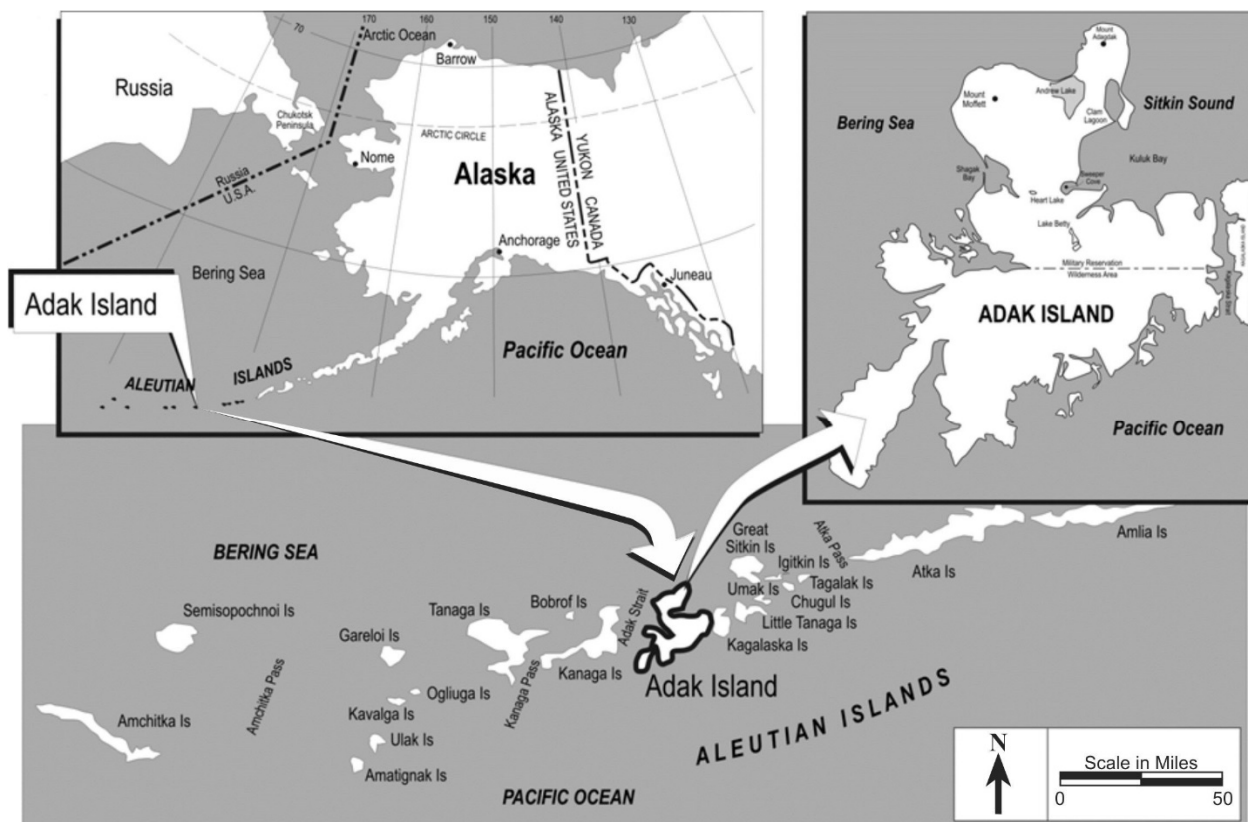 170
160
150
140
130
70
Arctic Ocean
Barrow
Russia
Chukotsk
Peninsula
ARCTIC CIRCLE
Nome
Alaska
ALASKA
UNITED STATES
YUKON
CANADA
Russia
U.S.A.
Anchorage
Juneau
Bering Sea
Adak Island
Pacific Ocean
ALEUTIAN
ISLANDS
170
160
150
140
Mount
Adagdak
Mount
Moffett
Andrew Lake
Sitkin Sound
Bering Sea
Clam
Lagoon
Kuluk Bay
Shagak
Bay
Sweeper
Cove
Heart Lake
Lake Betty
Military Reservation
Wilderness Area
Kagalaska Strait
ADAK ISLAND
Pacific Ocean
BERING SEA
Great
Sitkin Is
Atka Pass
Igitkin Is
Amlia Is
Atka Is
Semisopochnoi Is
Tanaga Is
Bobrof Is
Adak Strait
Umak Is
Tagalak Is
Chugul Is
Little Tanaga Is
Kagalaska Is
Gareloi Is
Kanaga Is
Adak Island
Amchitka Pass
Ogliuga Is
Kanaga Pass
Kavalga Is
Amchitka Is
Ulak Is
Amatignak Is
ALEUTIAN ISLANDS
PACIFIC OCEAN
N
Scale in Miles
0 50